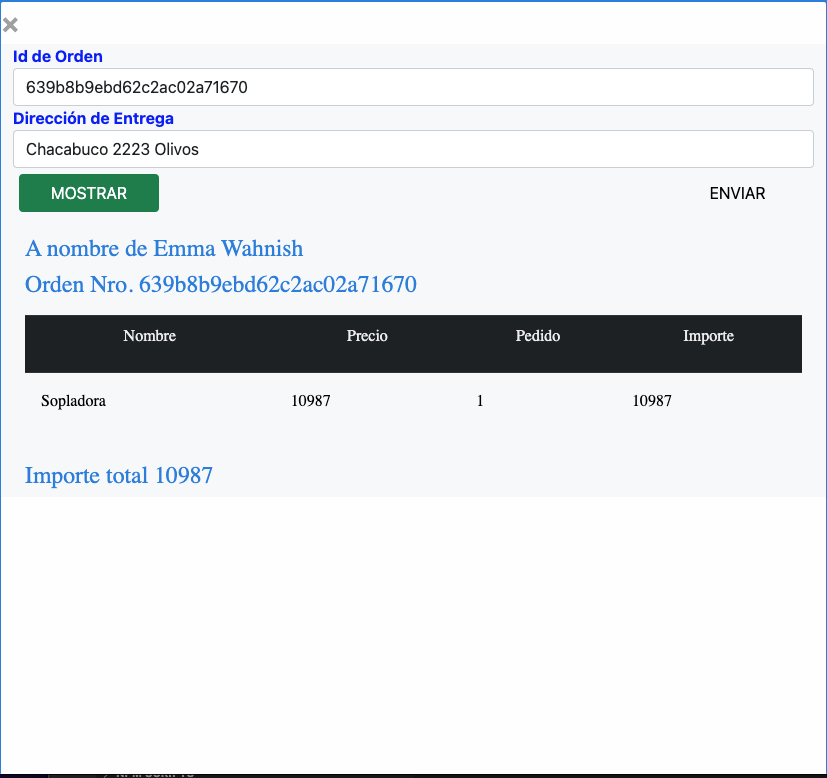 Id de Orden
639b8b9ebd62c2ac02a71670
Dirección de Entrega
Chacabuco 2223 Olivos
MOSTRAR ENVIAR
A nombre de Emma Wahnish
Orden Nro. 639b8b9ebd62c2ac02a71670
Nombre Precio Pedido Importe
Sopladora 10987 1 10987
Importe total 10987